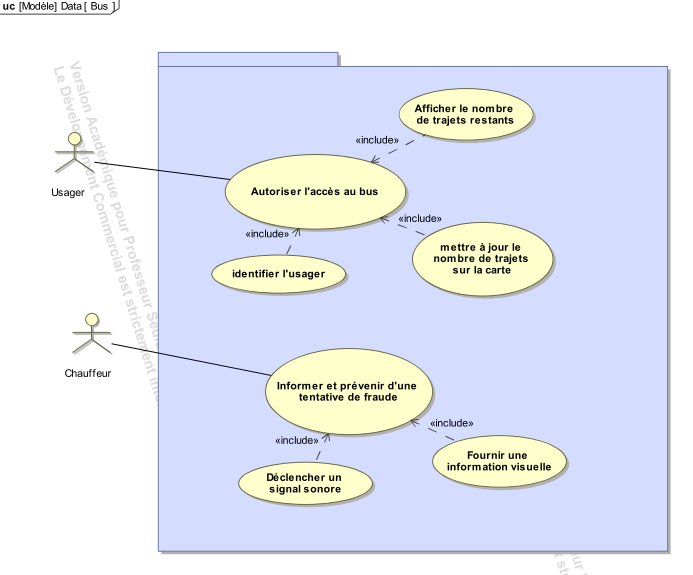 uc [Modèle] Data [ Bus ]
Version Académique pour Professeur Seul
Le Développement Commercial est strictement inte
Afficher le nombre
de trajets restants
«include»
Usager
Autoriser l'accès au bus
«include»
«include»
mettre à jour le
nombre de trajets
sur la carte
identifier l'usager
Chauffeur
Informer et prévenir d'une
tentative de fraude
«include»
«include»
Fournir une
information visuelle
Déclencher un
signal sonore